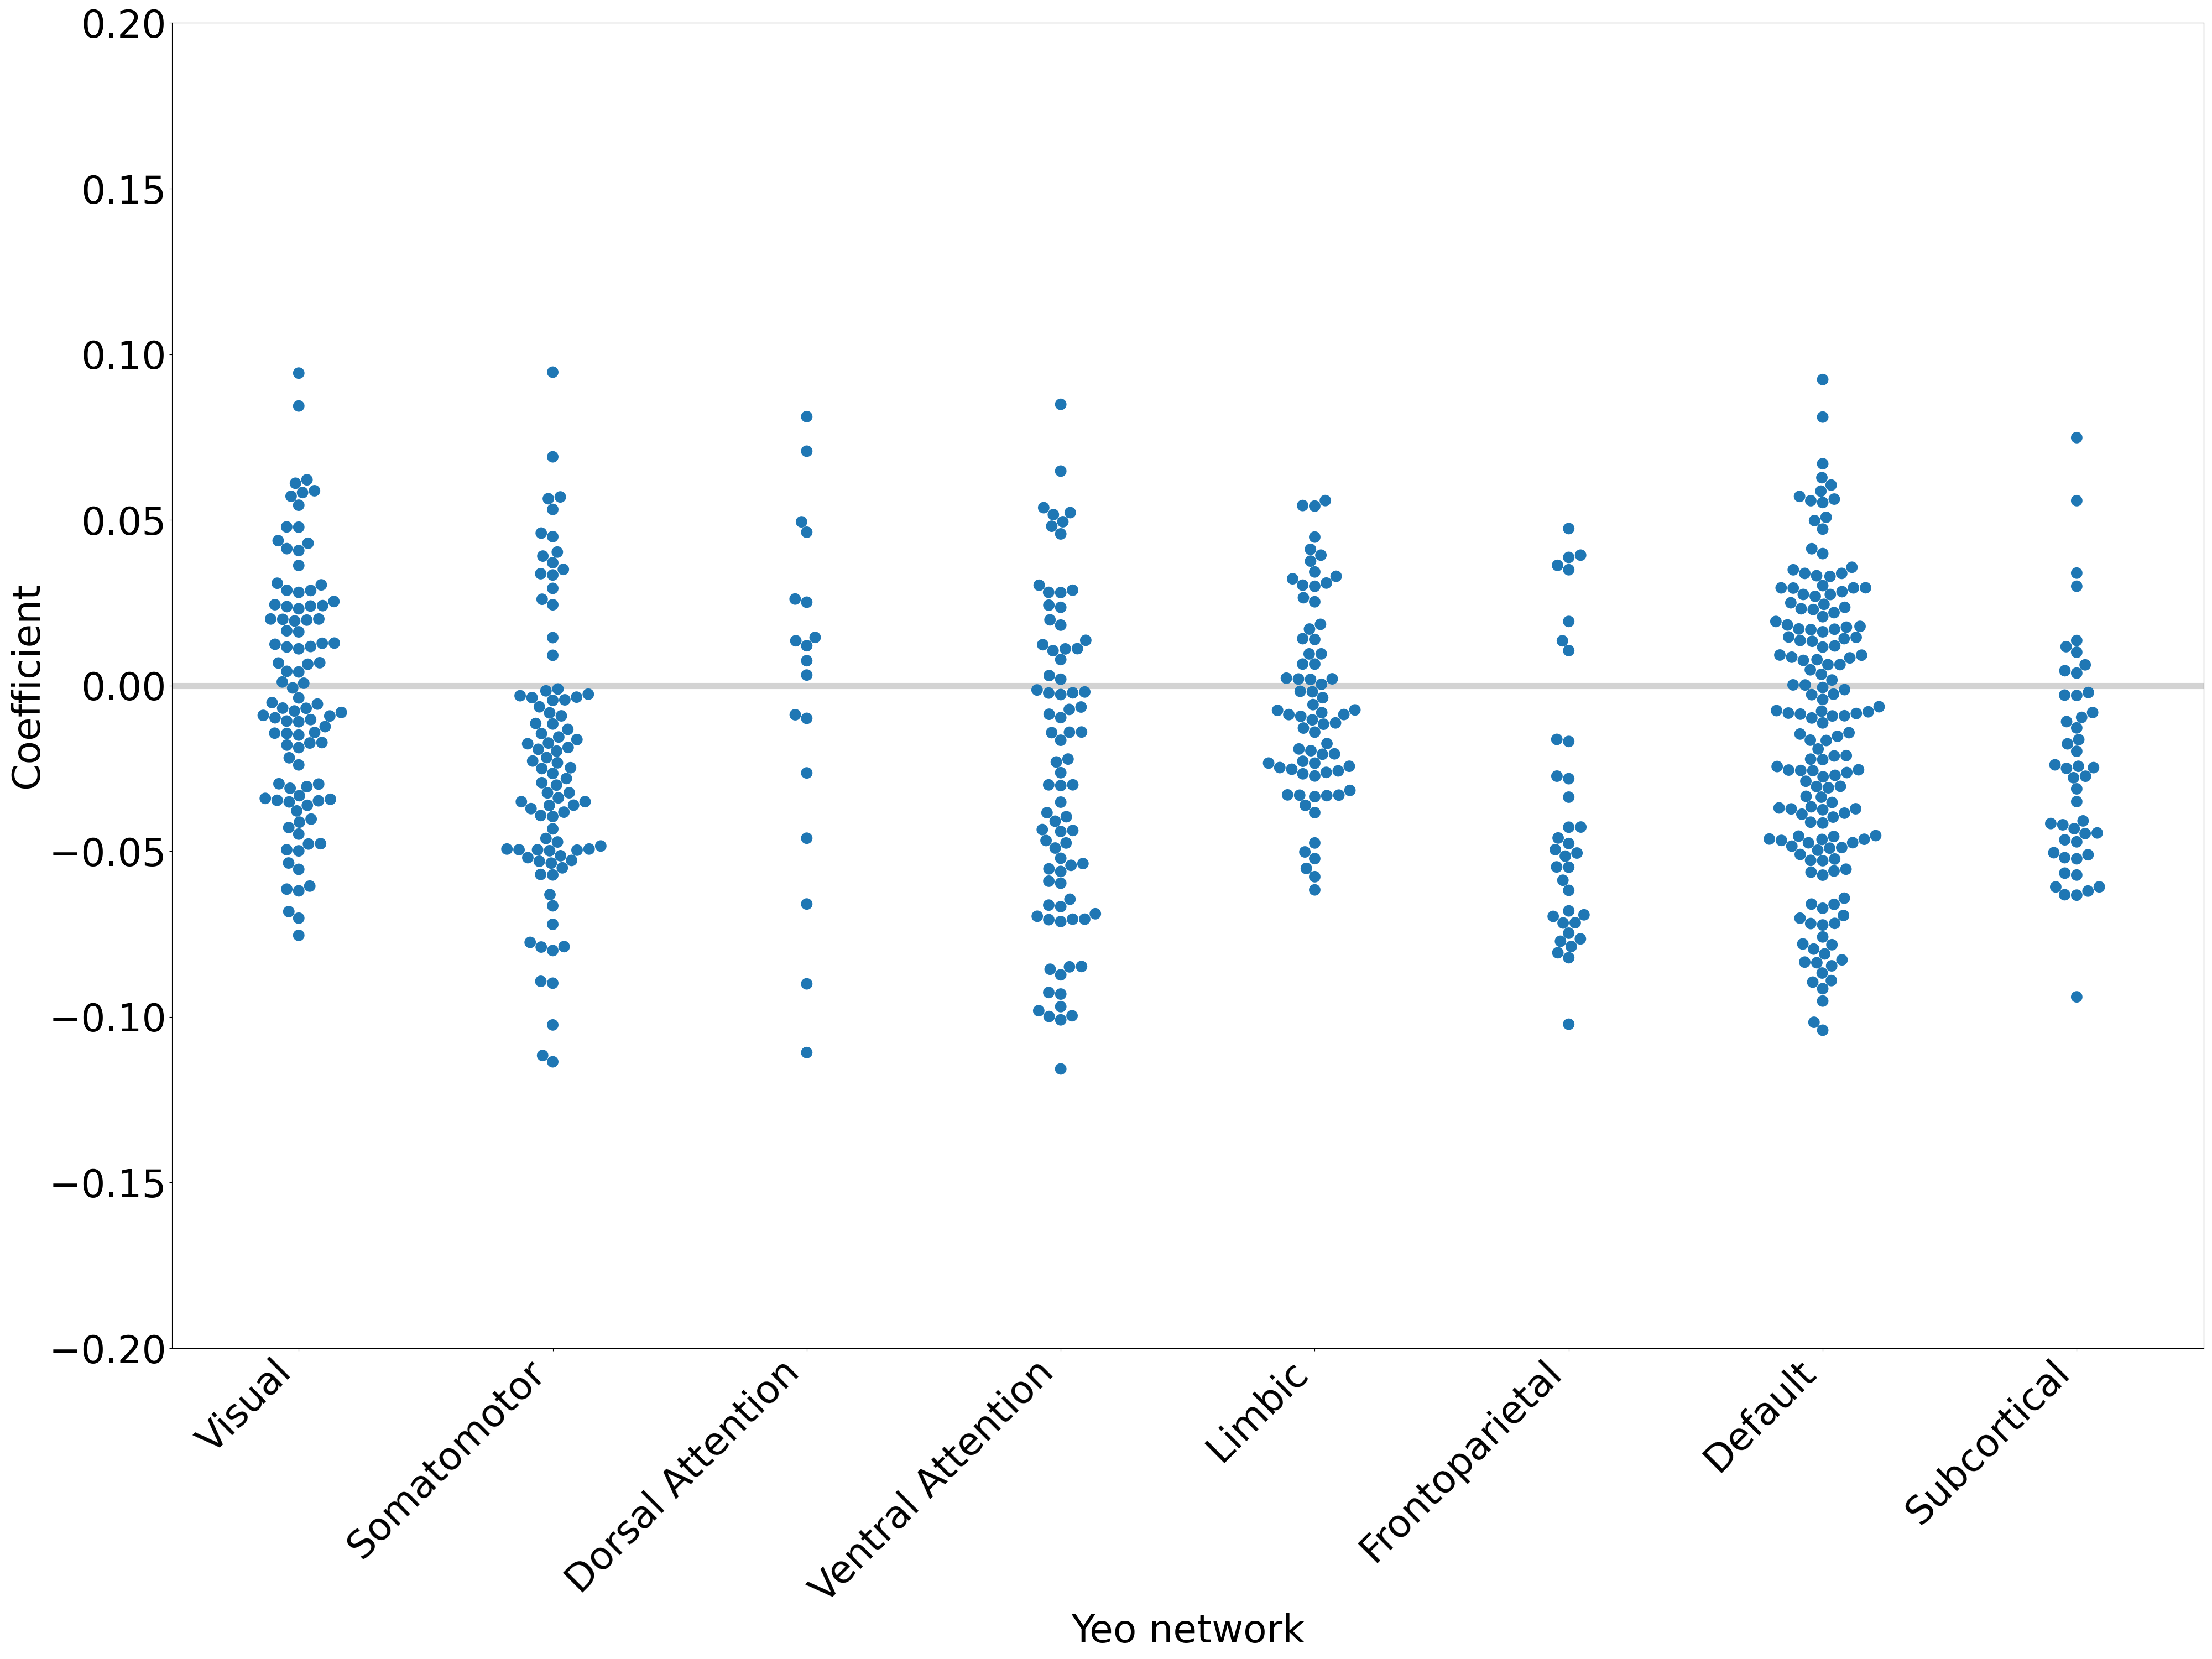 0.20
0.15
0.10
0.05
0.00
−0.05
−0.10
−0.15
−0.20
Coefficient
Visual
Somatomotor
Dorsal Attention
Ventral Attention
Limbic
Frontoparietal
Default
Subcortical
Yeo network